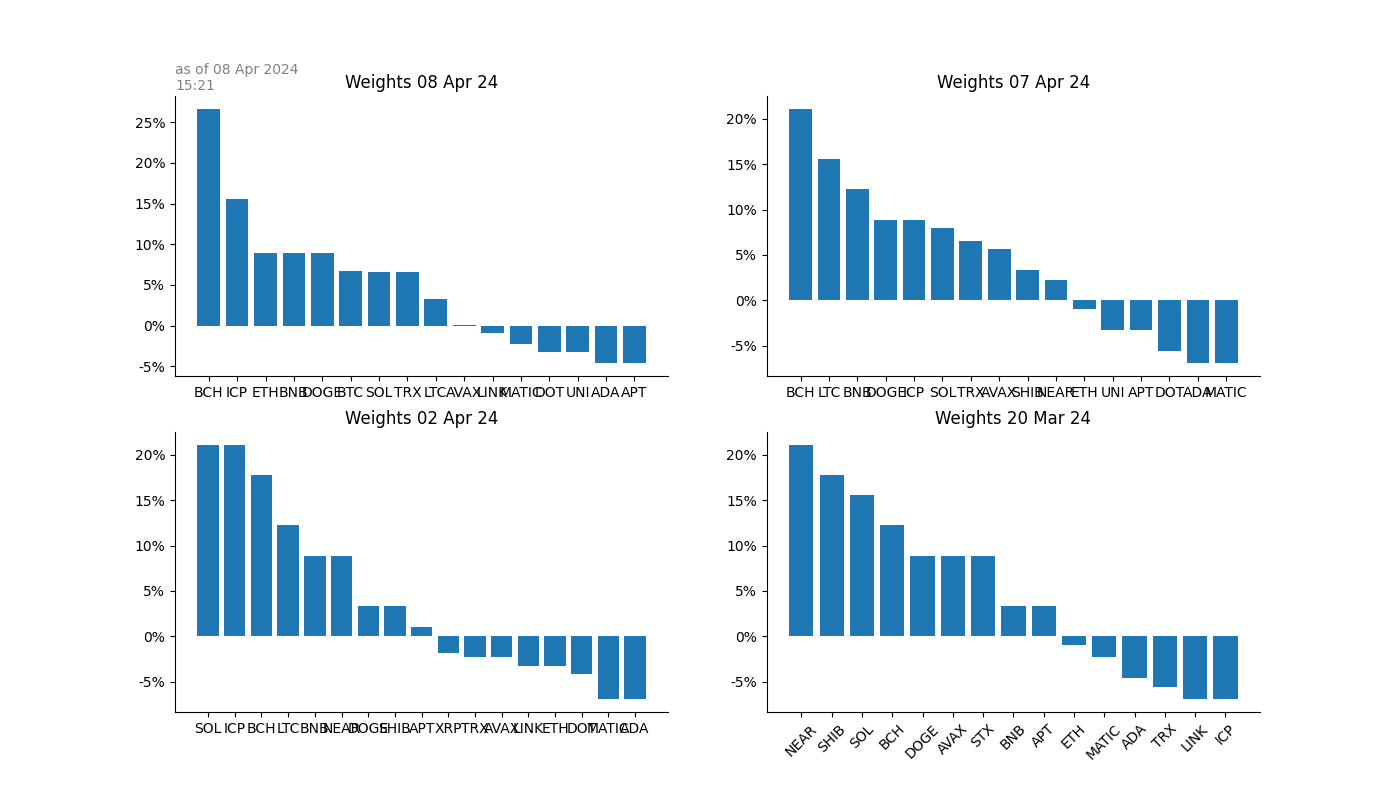 as of 08 Apr 2024
15:21
Weights 08 Apr 24
25%
20%
15%
10%
5%
0%
-5%
BCH ICP ETH BNB DOGE BTC SOL TRX LTC AVAX LINK MATIC DOT UNI ADA APT
Weights 07 Apr 24
20%
15%
10%
5%
0%
-5%
BCH LTC BNB DOGE ICP SOL TRX AVAX SHIB NEAR ETH UNI APT DOT ADA MATIC
Weights 02 Apr 24
20%
15%
10%
5%
0%
-5%
SOL ICP BCH LTC BNB NEAR DOGE SHIB APT XRP TRX AVAX LINK ETH DOT MATIC ADA
Weights 20 Mar 24
20%
15%
10%
5%
0%
-5%
NEAR SHIB SOL BCH DOGE AVAX STX BNB APT ETH MATIC ADA TRX LINK ICP